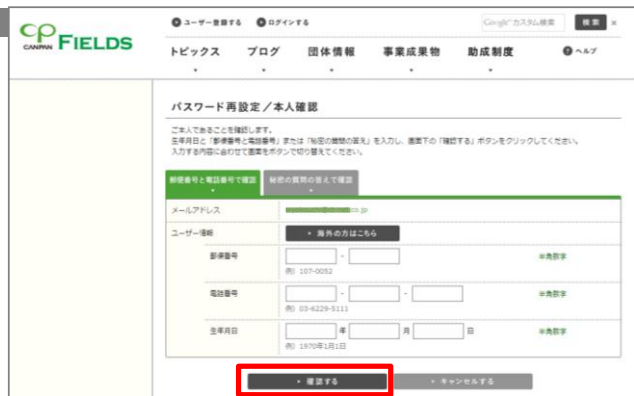 ユーザー登録する ログインする Google カスタム検索 検索 ×
CP
CANPAN FIELDS
トピックス ブログ 団体情報 事業成果物 助成制度 ? ヘルプ
パスワード再設定／本人確認
ご本人であることを確認します。
生年月日と「郵便番号と電話番号」または「秘密の質問の答え」を入力し、画面下の「確認する」ボタンをクリックしてください。
入力する内容に合わせて画面をボタンで切り替えてください。
郵便番号と電話番号で確認 秘密の質問の答えで確認
メールアドレス
ユーザー情報 ・ 海外の方はこちら
郵便番号 - 半角数字
例）107-0052
電話番号 - - 半角数字
例）03-6229-5111
生年月日 年 月 日 半角数字
例）1970年1月1日
・ 確認する ・ キャンセルする